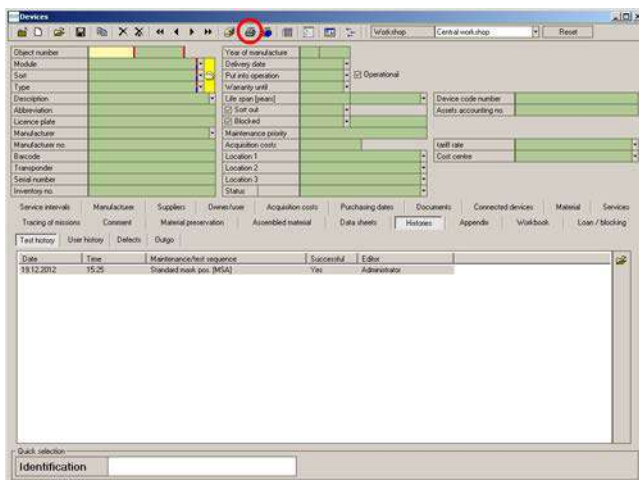 Devices
Workshop Central workshop Reset
Object number Year of manufacture
Module Delivery date
Sort Put into operation Operational
Type Warranty until
Description Life span [years] Device code number
Abbreviation Sort out Assets accounting no.
Licence plate Blocked
Manufacturer Maintenance priority
Manufacturer no. Acquisition costs tariff rate
Barcode Location 1 Cost centre
Transponder Location 2
Serial number Location 3
Inventory no. Status
Service intervals Manufacturer Suppliers Owner/user Acquisition costs Purchasing dates Documents Connected devices Material Services
Tracing of missions Comment Material preservation Assembled material Data sheets Histories Appendix Workbook Loan / blocking
Test history User history Defects Outgo
Date Time Maintenance/test sequence Successful Editor
19.12.2012 15:25 Standard mask pos. [MSA] Yes Administrator
Quick selection
Identification